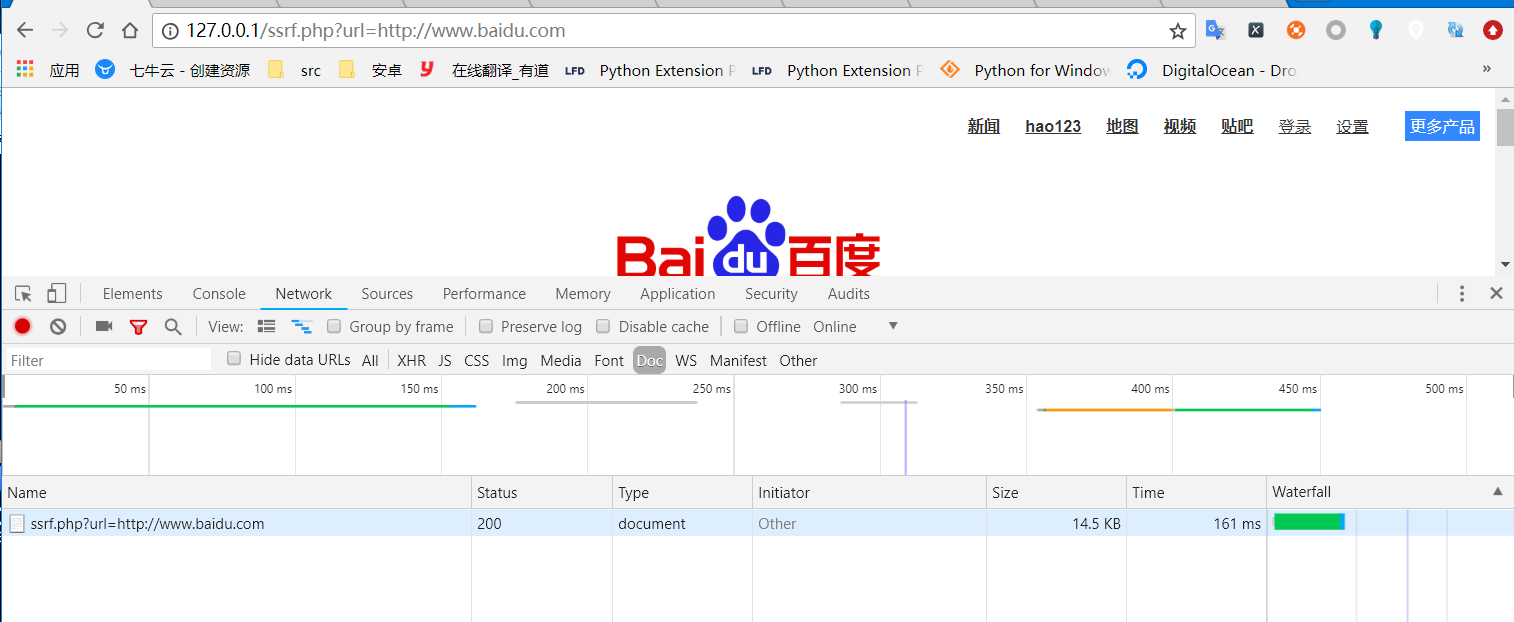 127.0.0.1/ssrf.php?url=http://www.baidu.com
应用 七牛云 - 创建资源 src 安卓 在线翻译_有道 LFD Python Extension P LFD Python Extension P Python for Window DigitalOcean - Dro »
新闻 hao123 地图 视频 贴吧 登录 设置 更多产品
Bai du 百度
Elements Console Network Sources Performance Memory Application Security Audits
View: Group by frame Preserve log Disable cache Offline Online
Filter Hide data URLs All XHR JS CSS Img Media Font Doc WS Manifest Other
50 ms 100 ms 150 ms 200 ms 250 ms 300 ms 350 ms 400 ms 450 ms 500 ms
Name Status Type Initiator Size Time Waterfall
ssrf.php?url=http://www.baidu.com 200 document Other 14.5 KB 161 ms